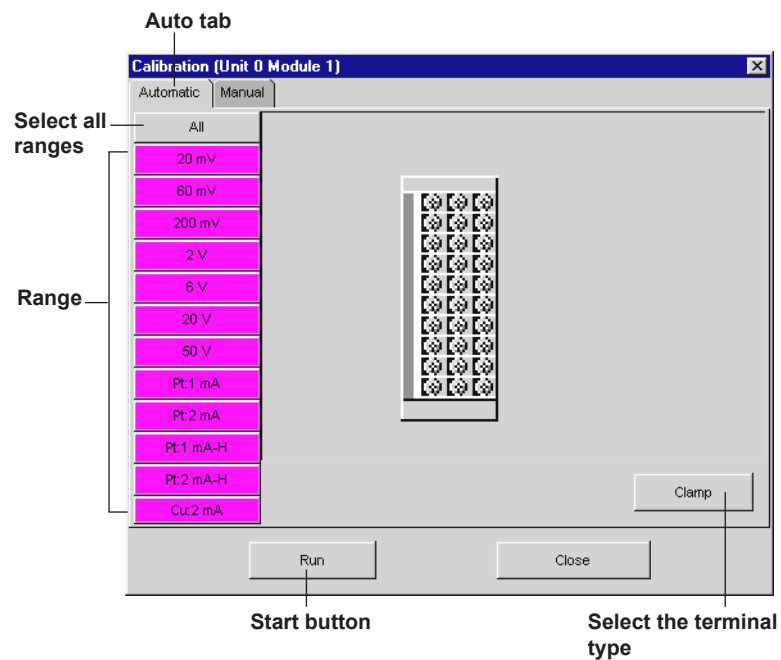 Auto tab
Calibration (Unit 0 Module 1)
Automatic
Manual
Select all
ranges
All
20 mV
60 mV
200 mV
2 V
6 V
Range
20 V
50 V
Pt:1 mA
Pt:2 mA
Pt:1 mA-H
Pt:2 mA-H
Cu:2 mA
Clamp
Run
Close
Start button
Select the terminal
type